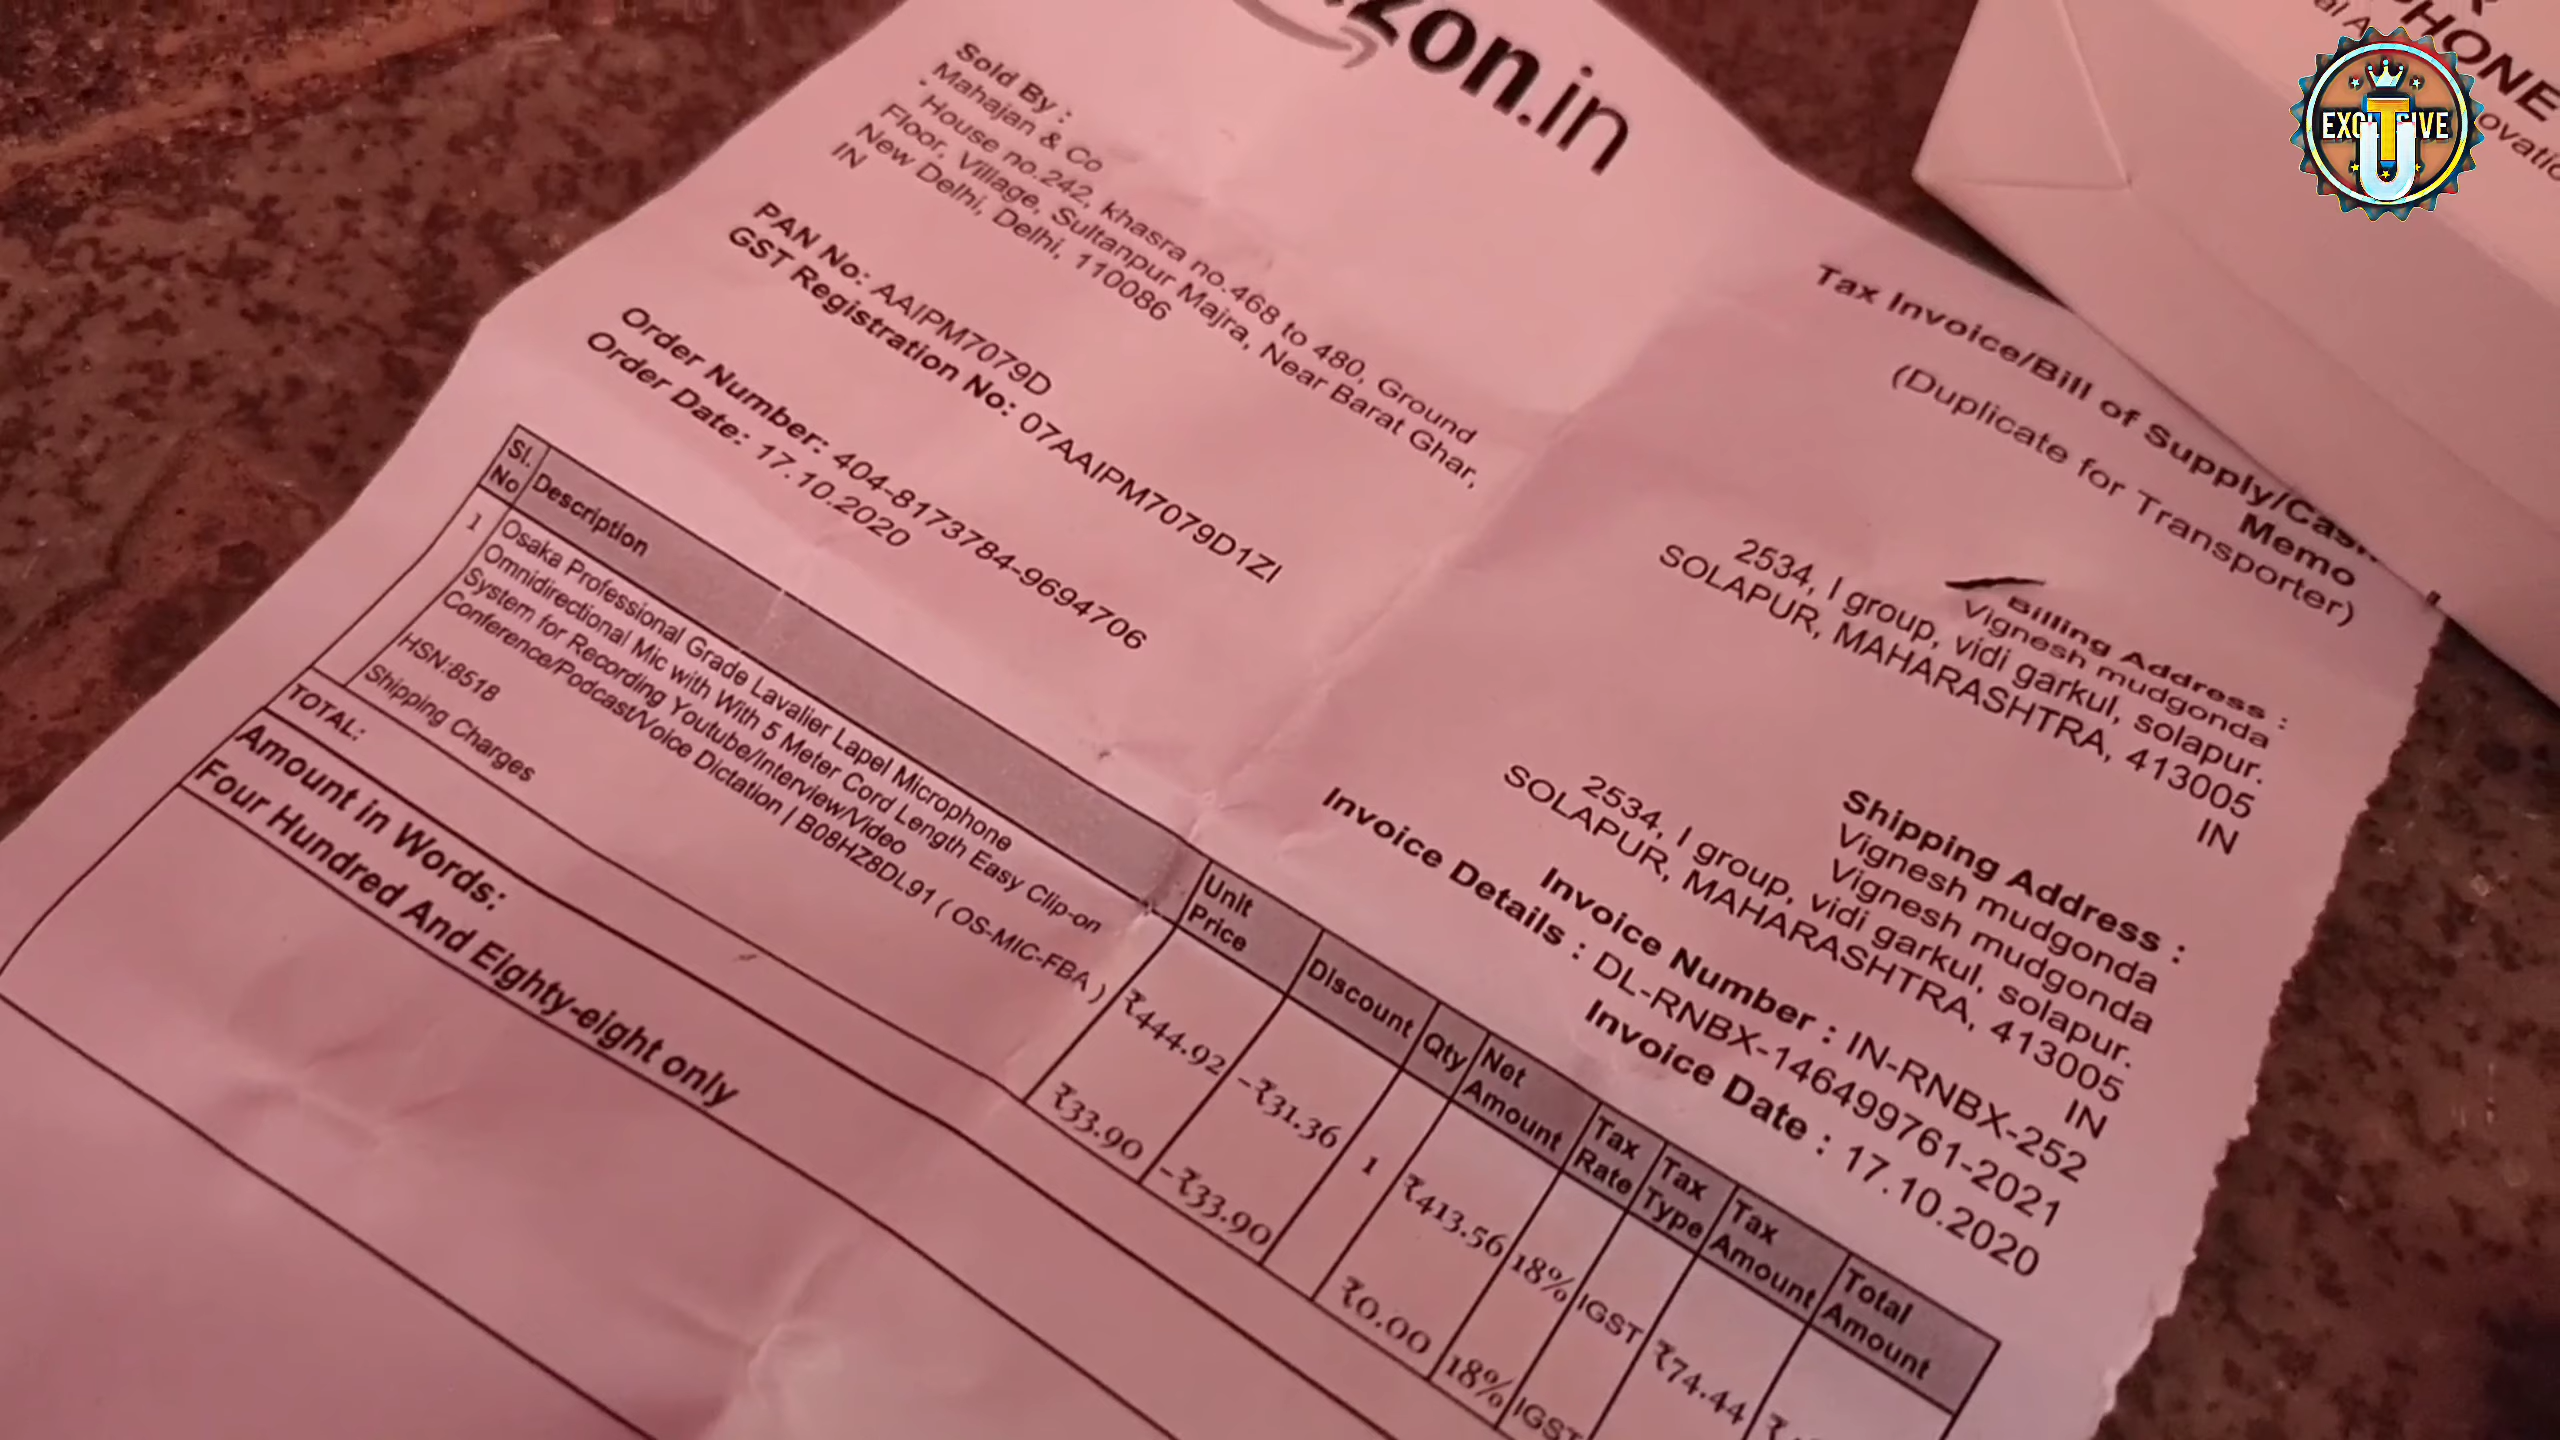 zon.in
Sold By :
Mahajan & Co
House no.242, khasra no.468 to 480, Ground
Floor, Village, Sultanpur Majra, Near Barat Ghar,
New Delhi, Delhi, 110086
IN
PAN No: AAIPM7079D
GST Registration No: 07AAIPM7079D1ZI
Order Number: 404-8173784-9694706
Order Date: 17.10.2020
Tax Invoice/Bill of Supply/Cas
Memo
(Duplicate for Transporter)
Billing Address :
Vignesh mudgonda
2534, I group, vidi garkul, solapur.
SOLAPUR, MAHARASHTRA, 413005
IN
Shipping Address :
Vignesh mudgonda
Vignesh mudgonda
2534, I group, vidi garkul, solapur.
SOLAPUR, MAHARASHTRA, 413005
IN
Invoice Number : IN-RNBX-252
Invoice Details : DL-RNBX-146499761-2021
Invoice Date : 17.10.2020
Sl. No Description Unit Price Discount Qty Net Amount Tax Rate Tax Type Tax Amount Total Amount
1 Osaka Professional Grade Lavalier Lapel Microphone
Omnidirectional Mic with With 5 Meter Cord Length Easy Clip-on
System for Recording Youtube/Interview/Video
Conference/Podcast/Voice Dictation | B08HZ8DL91 ( OS-MIC-FBA )
HSN:8518
₹444.92 -₹31.36 1 ₹413.56 18% IGST ₹74.44 ₹
Shipping Charges ₹33.90 -₹33.90 ₹0.00 18% IGST
TOTAL:
Amount in Words:
Four Hundred And Eighty-eight only
PHONE
EXCLUSIVE
TU